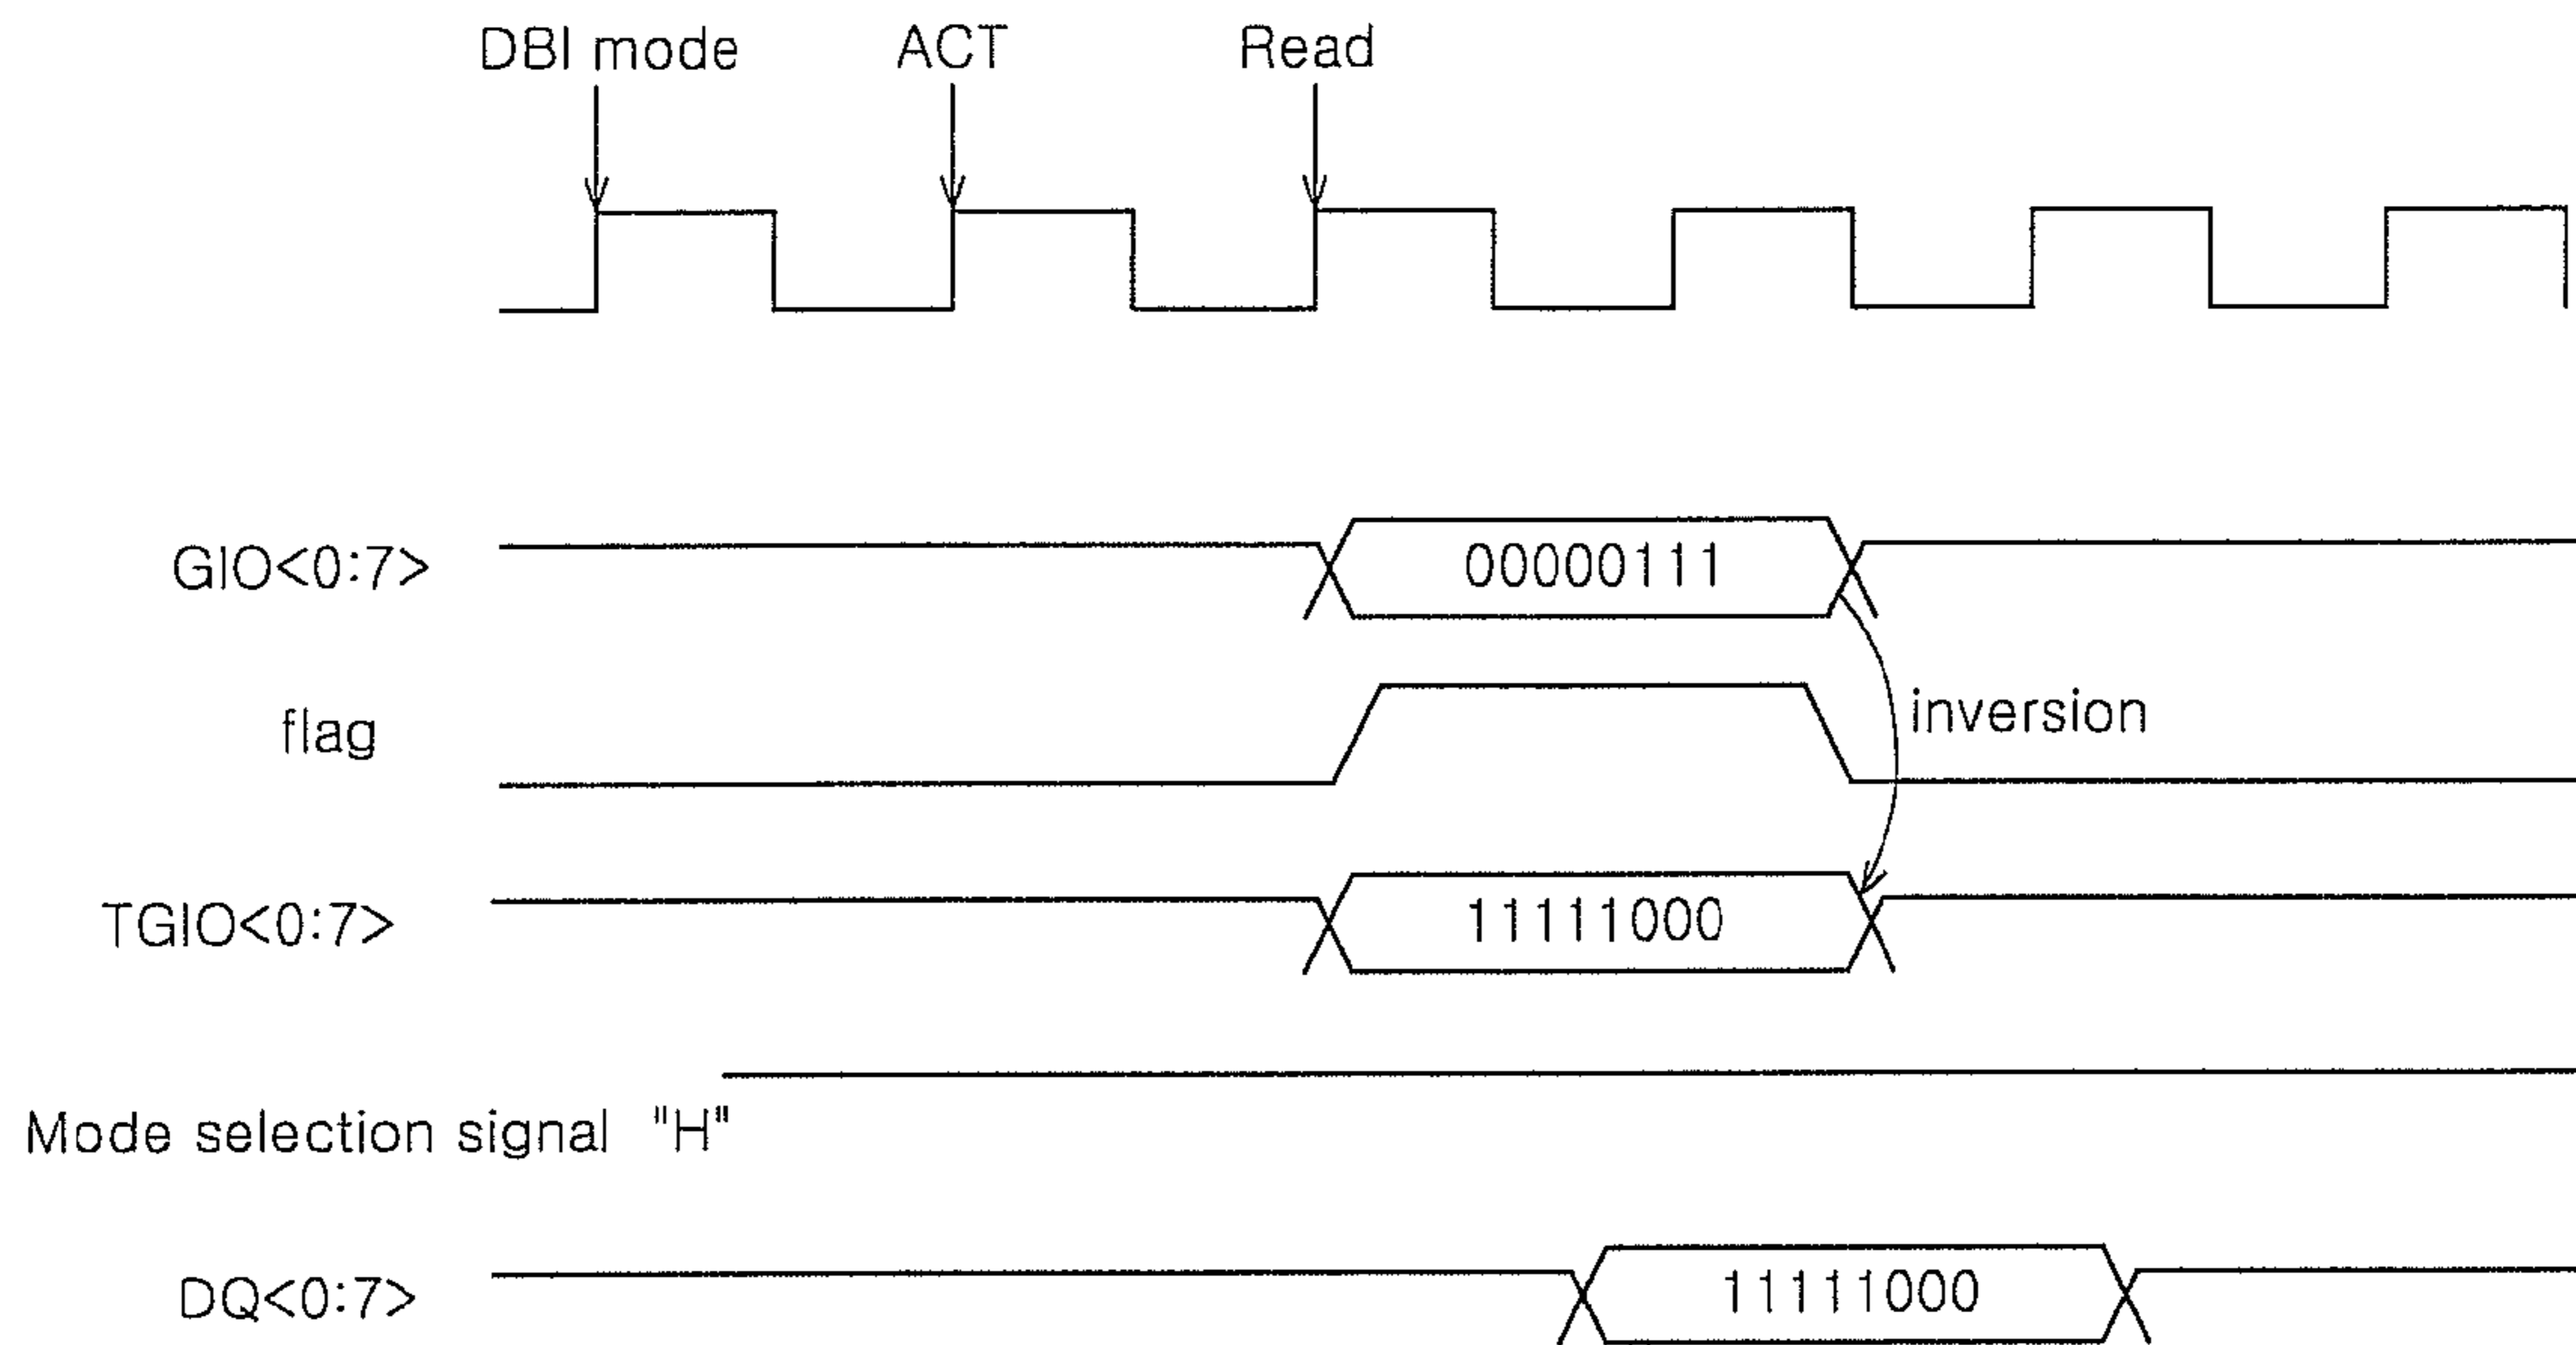 DBI mode ACT Read
GIO<0:7> 00000111
flag inversion
TGIO<0:7> 11111000
Mode selection signal "H"
DQ<0:7> 11111000